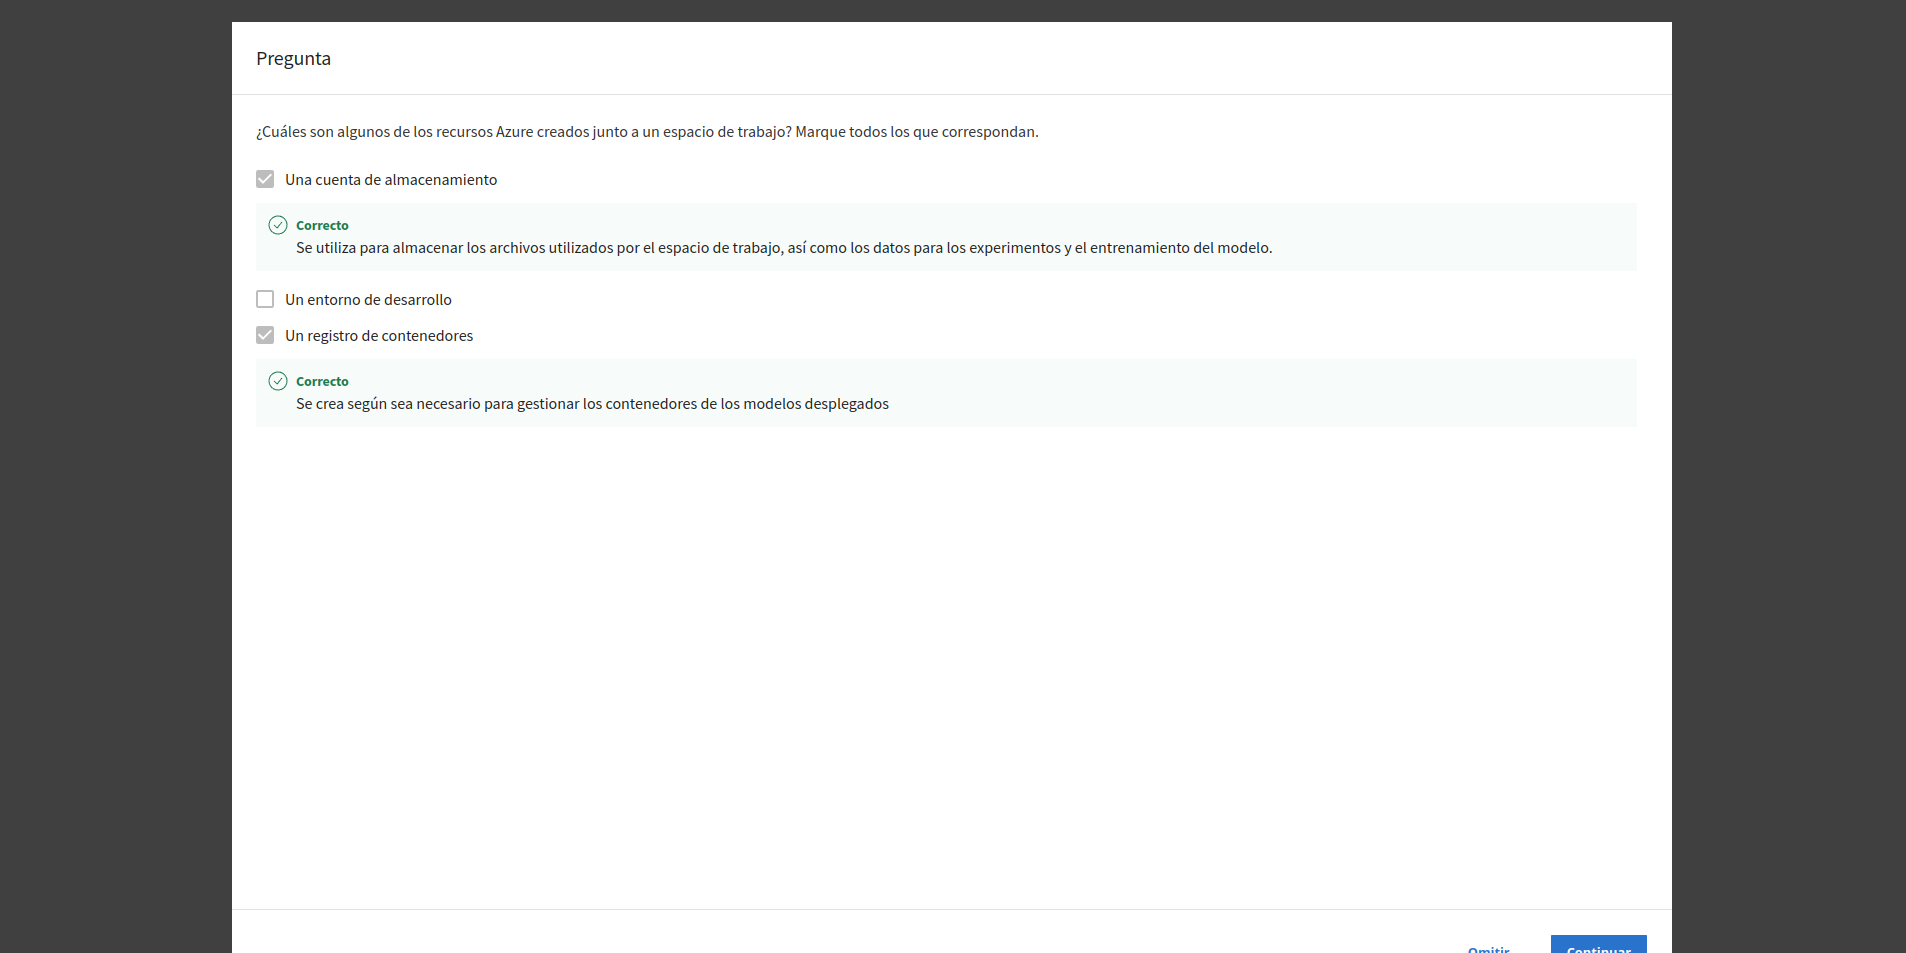 Pregunta
¿Cuáles son algunos de los recursos Azure creados junto a un espacio de trabajo? Marque todos los que correspondan.
Una cuenta de almacenamiento
Correcto
Se utiliza para almacenar los archivos utilizados por el espacio de trabajo, así como los datos para los experimentos y el entrenamiento del modelo.
Un entorno de desarrollo
Un registro de contenedores
Correcto
Se crea según sea necesario para gestionar los contenedores de los modelos desplegados
Omitir
Continuar